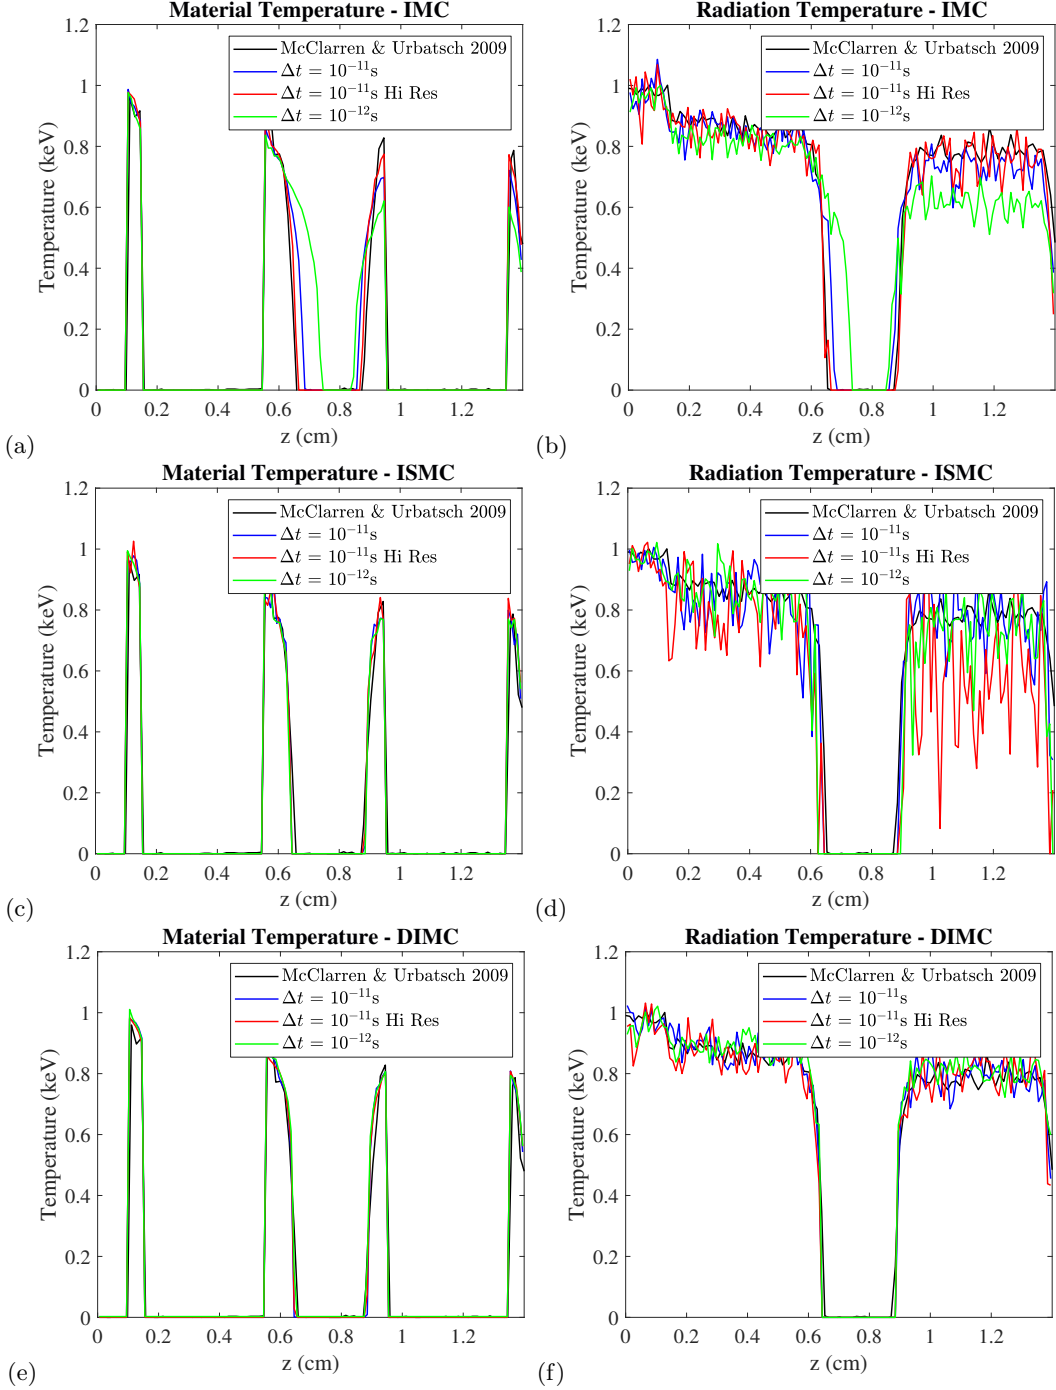 Material Temperature - IMC
1.2
1
0.8
0.6
0.4
0.2
0
Temperature (keV)
McClarren & Urbatsch 2009
Δt = 10⁻¹¹s
Δt = 10⁻¹¹s Hi Res
Δt = 10⁻¹²s
0 0.2 0.4 0.6 0.8 1 1.2
z (cm)
(a)
Radiation Temperature - IMC
1.2
1
0.8
0.6
0.4
0.2
0
Temperature (keV)
McClarren & Urbatsch 2009
Δt = 10⁻¹¹s
Δt = 10⁻¹¹s Hi Res
Δt = 10⁻¹²s
0 0.2 0.4 0.6 0.8 1 1.2
z (cm)
(b)
Material Temperature - ISMC
1.2
1
0.8
0.6
0.4
0.2
0
Temperature (keV)
McClarren & Urbatsch 2009
Δt = 10⁻¹¹s
Δt = 10⁻¹¹s Hi Res
Δt = 10⁻¹²s
0 0.2 0.4 0.6 0.8 1 1.2
z (cm)
(c)
Radiation Temperature - ISMC
1.2
1
0.8
0.6
0.4
0.2
0
Temperature (keV)
McClarren & Urbatsch 2009
Δt = 10⁻¹¹s
Δt = 10⁻¹¹s Hi Res
Δt = 10⁻¹²s
0 0.2 0.4 0.6 0.8 1 1.2
z (cm)
(d)
Material Temperature - DIMC
1.2
1
0.8
0.6
0.4
0.2
0
Temperature (keV)
McClarren & Urbatsch 2009
Δt = 10⁻¹¹s
Δt = 10⁻¹¹s Hi Res
Δt = 10⁻¹²s
0 0.2 0.4 0.6 0.8 1 1.2
z (cm)
(e)
Radiation Temperature - DIMC
1.2
1
0.8
0.6
0.4
0.2
0
Temperature (keV)
McClarren & Urbatsch 2009
Δt = 10⁻¹¹s
Δt = 10⁻¹¹s Hi Res
Δt = 10⁻¹²s
0 0.2 0.4 0.6 0.8 1 1.2
z (cm)
(f)